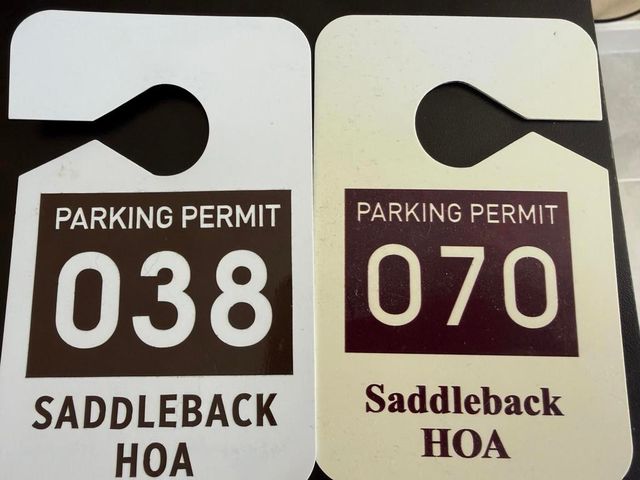 PARKING PERMIT
038
SADDLEBACK
HOA
PARKING PERMIT
070
Saddleback
HOA